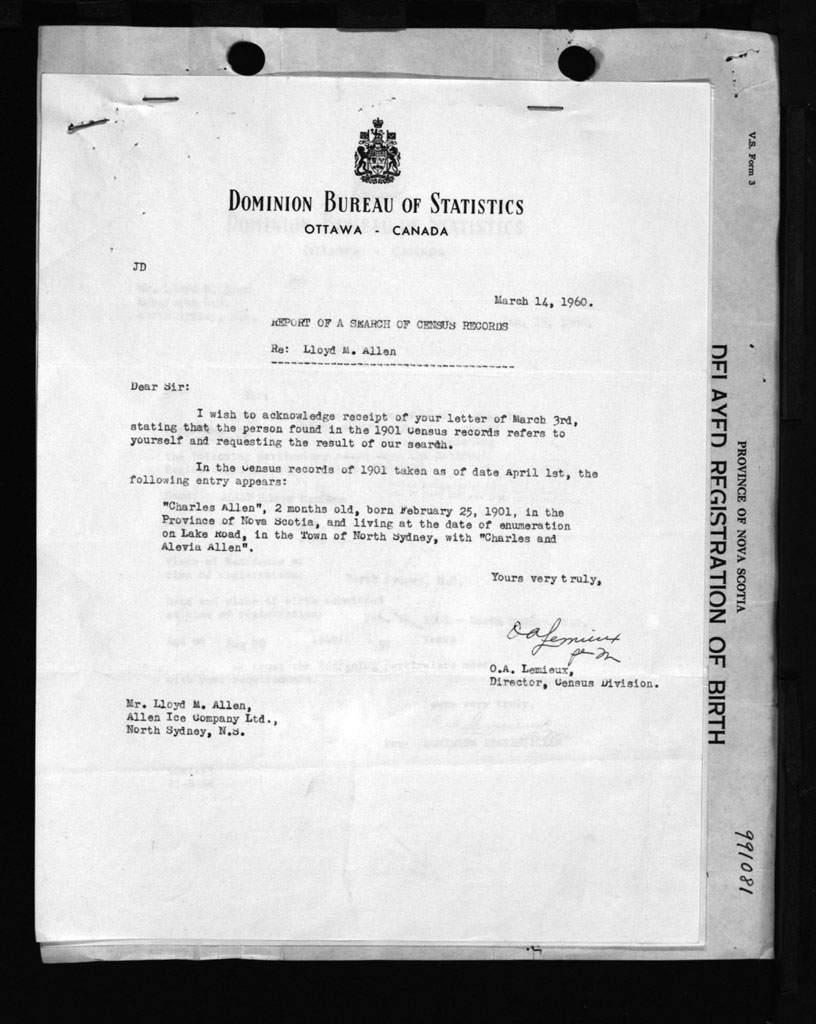 DOMINION BUREAU OF STATISTICS
OTTAWA - CANADA
JD
March 14, 1960.
REPORT OF A SEARCH OF CENSUS RECORDS
Re: Lloyd M. Allen
Dear Sir:
I wish to acknowledge receipt of your letter of March 3rd,
stating that the person found in the 1901 Census records refers to
yourself and requesting the result of our search.
In the Census records of 1901 taken as of date April 1st, the
following entry appears:
"Charles Allen", 2 months old, born February 25, 1901, in the
Province of Nova Scotia, and living at the date of enumeration
on Lake Road, in the Town of North Sydney, with "Charles and
Alevia Allen".
Yours very truly,
O A Lemieux
O.A. Lemieux,
Director, Census Division.
Mr. Lloyd M. Allen,
Allen Ice Company Ltd.,
North Sydney, N.S.
V.S. Form 3
PROVINCE OF NOVA SCOTIA
DELAYED REGISTRATION OF BIRTH
991081